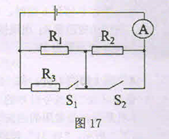 A
R₁ R₂
R₃ S₁ S₂
图 17